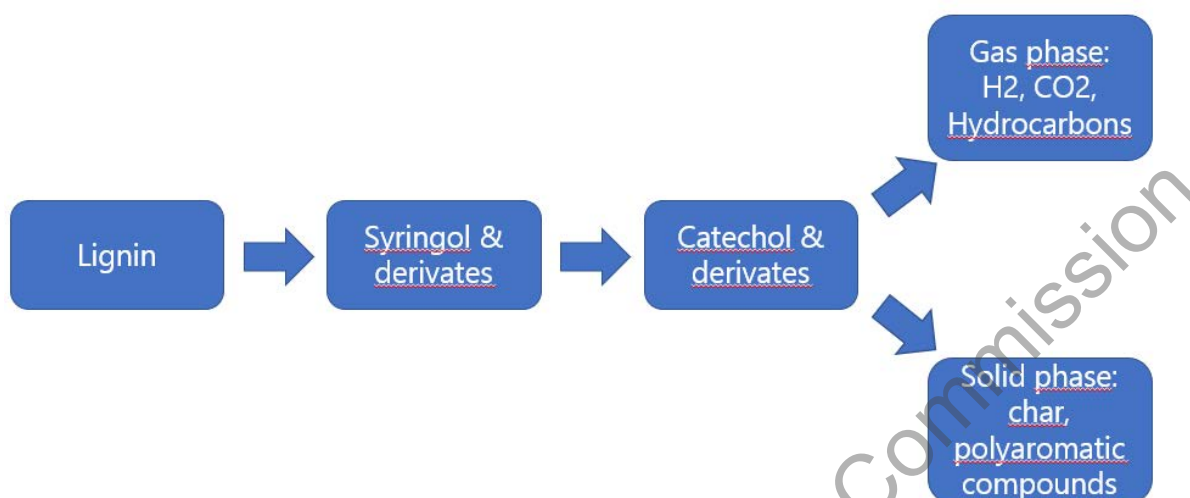 Gas phase:
H2, CO2,
Hydrocarbons
Lignin
Syringol &
derivates
Catechol &
derivates
Solid phase:
char,
polyaromatic
compounds
Commission